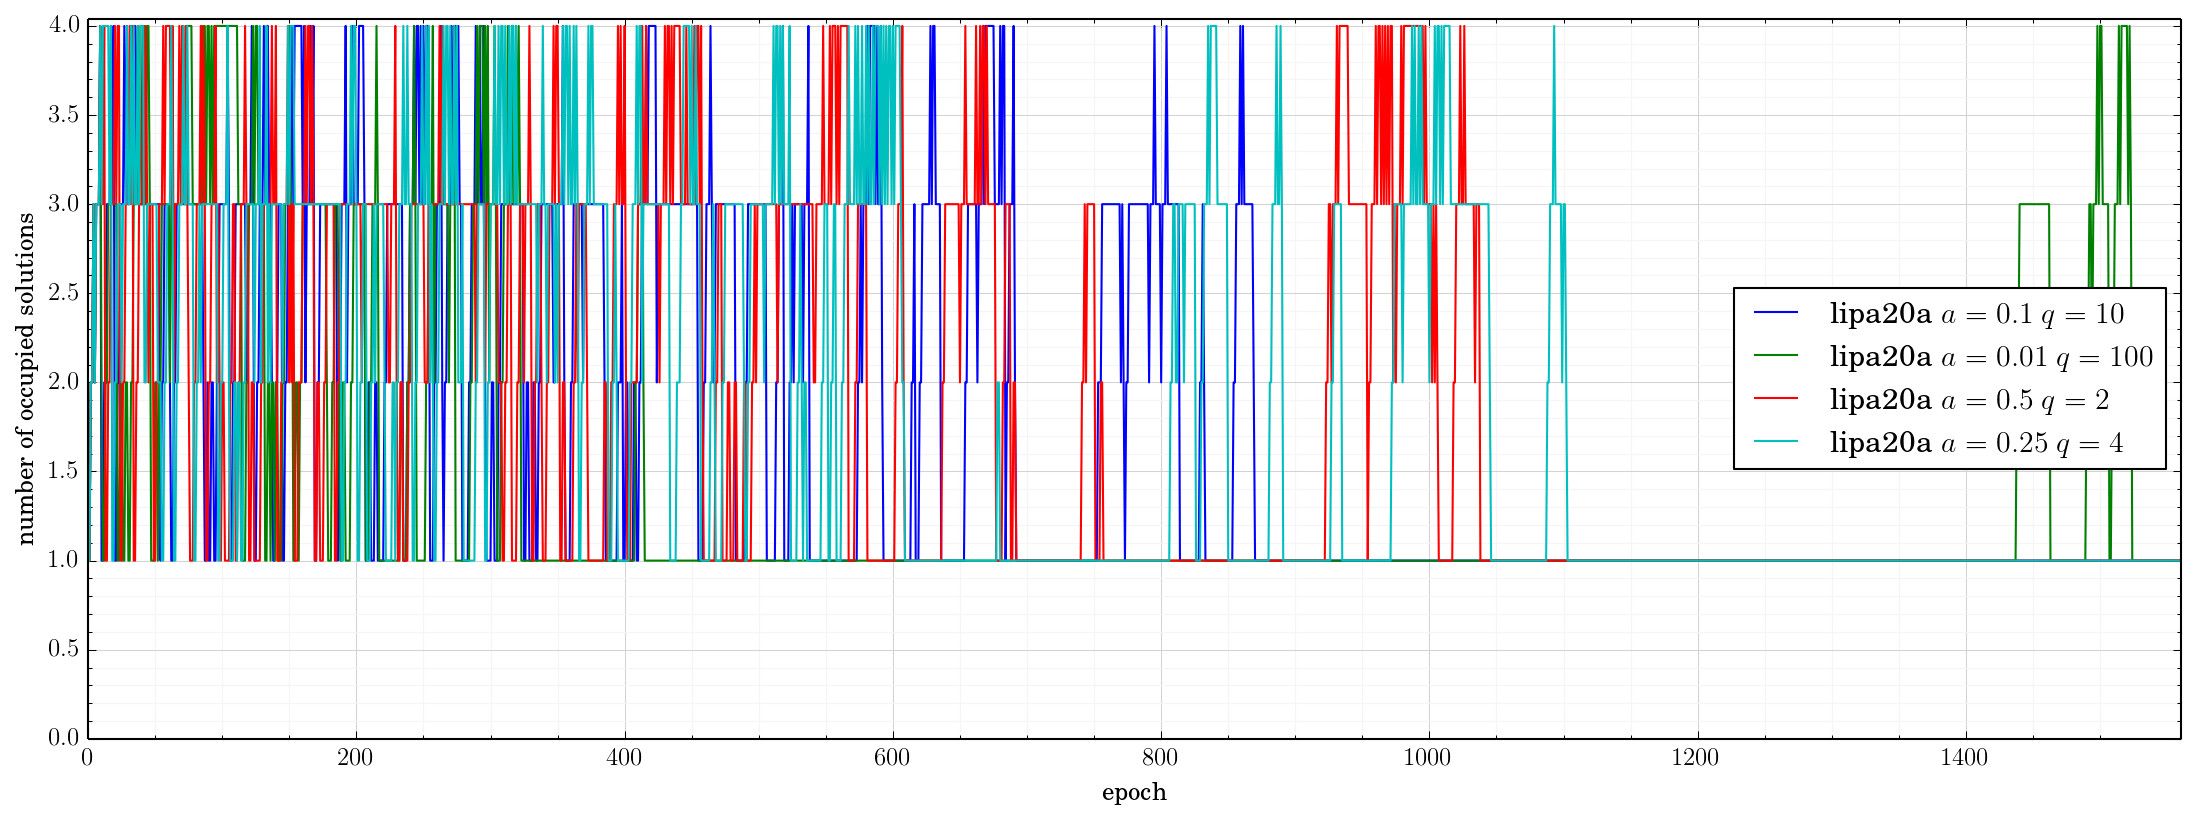 number of occupied solutions
4.0
3.5
3.0
2.5
2.0
1.5
1.0
0.5
0.0
lipa20a a = 0.1 q = 10
lipa20a a = 0.01 q = 100
lipa20a a = 0.5 q = 2
lipa20a a = 0.25 q = 4
0 200 400 600 800 1000 1200 1400
epoch